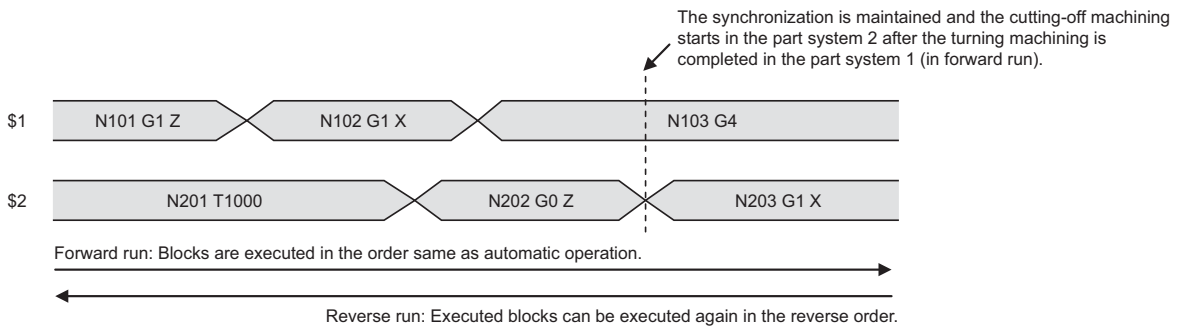 The synchronization is maintained and the cutting-off machining
starts in the part system 2 after the turning machining is
completed in the part system 1 (in forward run).
$1
N101 G1 Z
N102 G1 X
N103 G4
$2
N201 T1000
N202 G0 Z
N203 G1 X
Forward run: Blocks are executed in the order same as automatic operation.
Reverse run: Executed blocks can be executed again in the reverse order.